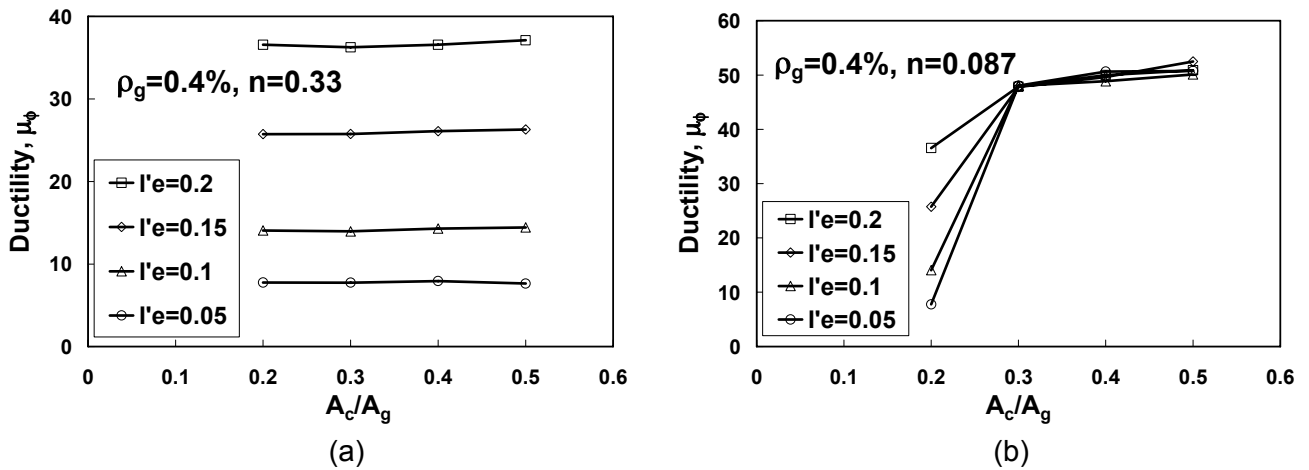 40
30
20
10
0
Ductility, μϕ
ρg=0.4%, n=0.33
l'e=0.2
l'e=0.15
l'e=0.1
l'e=0.05
0 0.1 0.2 0.3 0.4 0.5 0.6
Ac/Ag
(a)
60
50
40
30
20
10
0
Ductility, μϕ
ρg=0.4%, n=0.087
l'e=0.2
l'e=0.15
l'e=0.1
l'e=0.05
0 0.1 0.2 0.3 0.4 0.5 0.6
Ac/Ag
(b)